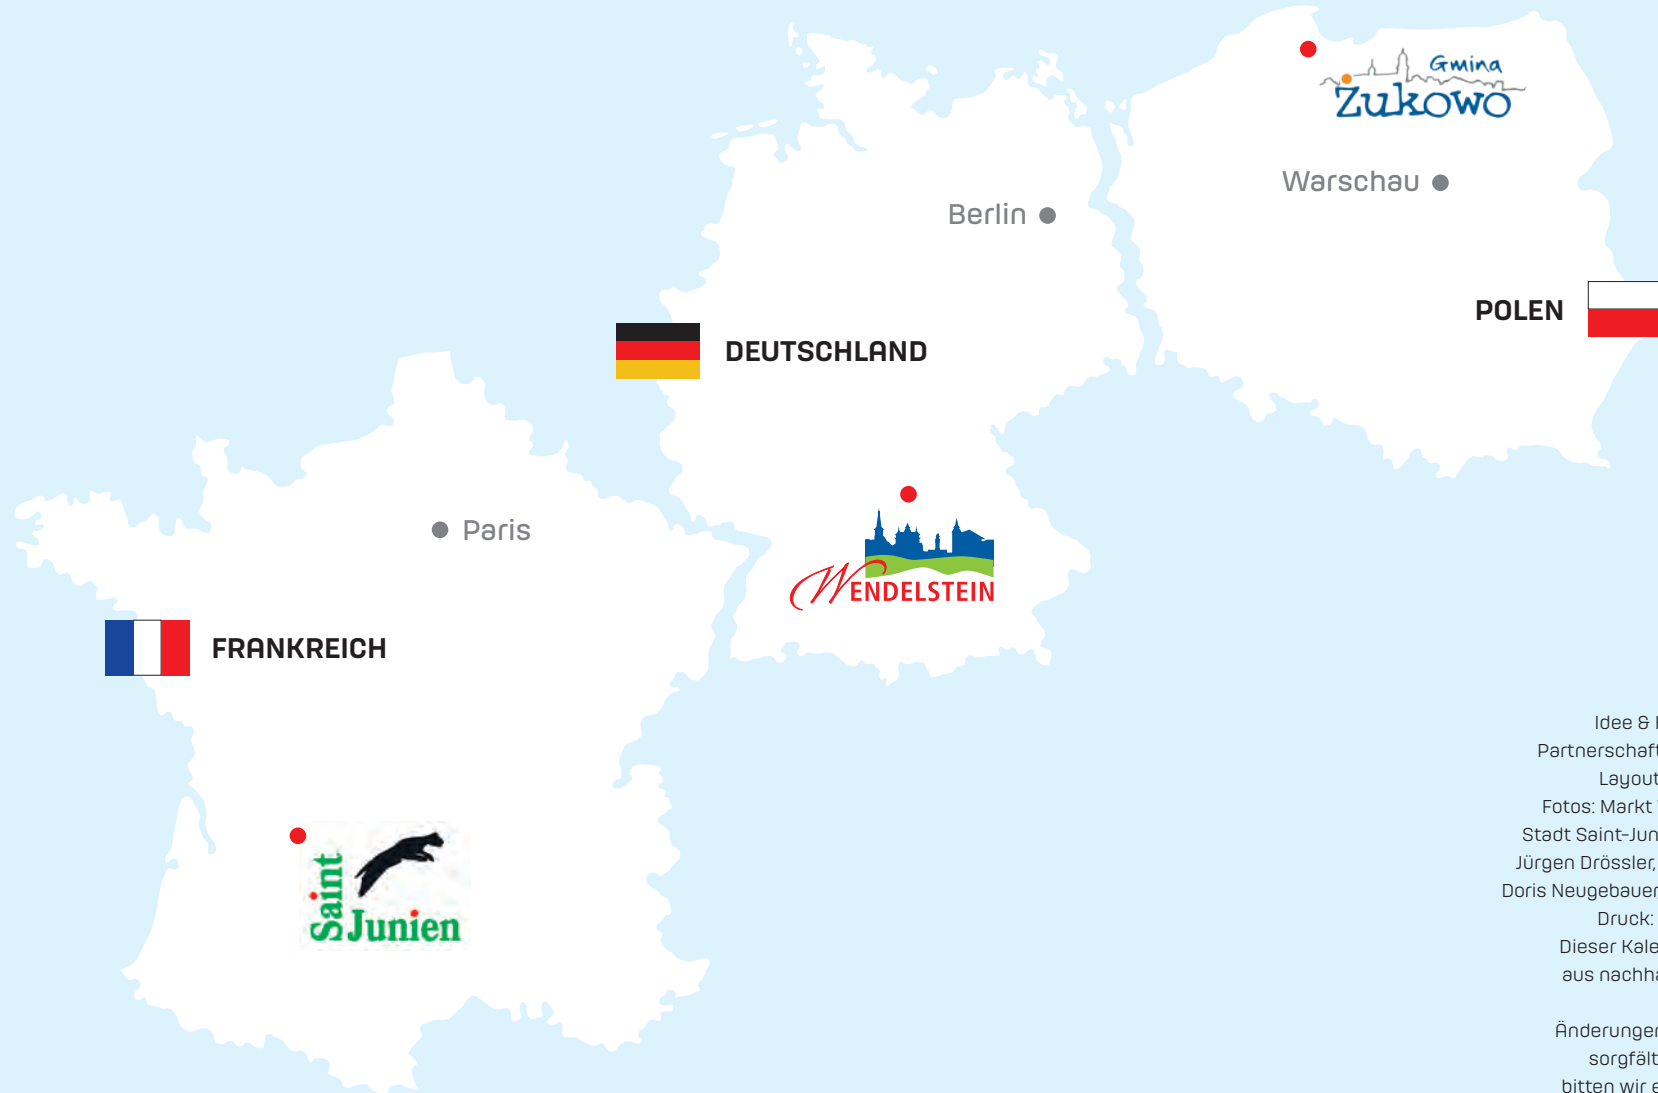 Gmina
Żukowo
Warschau
Berlin
POLEN
DEUTSCHLAND
Paris
WENDELSTEIN
FRANKREICH
Saint
Junien
Idee &
Partnerschaft
Layout
Fotos: Markt
Stadt Saint-Jun
Jürgen Drössler,
Doris Neugebauer
Druck:
Dieser Kale
aus nachha
Änderunger
sorgfält
bitten wir e